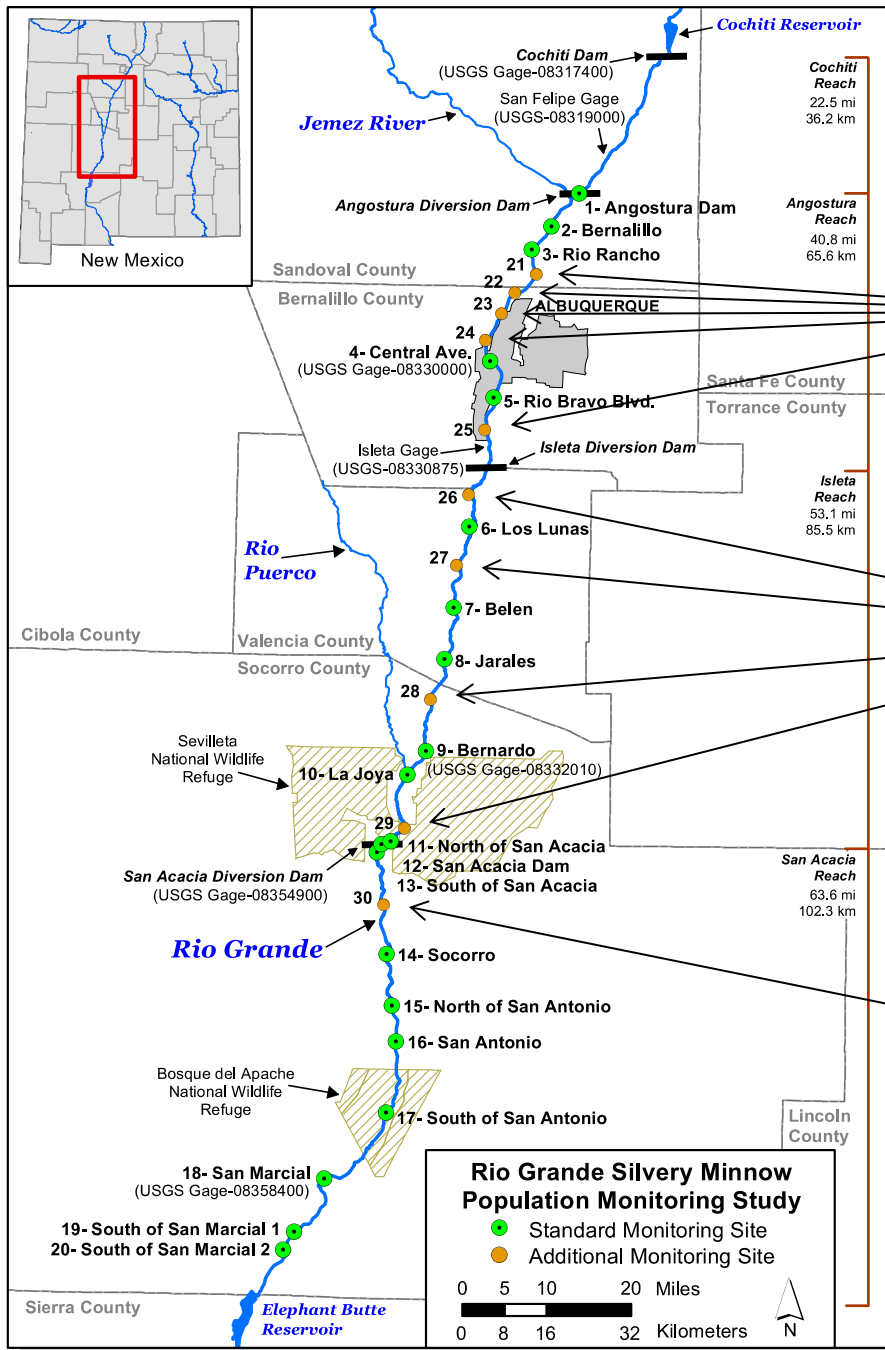 New Mexico
Cochiti Reservoir
Cochiti Dam
(USGS Gage-08317400)
Cochiti
Reach
22.5 mi
36.2 km
San Felipe Gage
(USGS-08319000)
Jemez River
Angostura Diversion Dam
1- Angostura Dam
Angostura
Reach
40.8 mi
65.6 km
2- Bernalillo
3- Rio Rancho
21
Sandoval County
Bernalillo County
22
23
ALBUQUERQUE
24
4- Central Ave.
(USGS Gage-08330000)
Santa Fe County
Torrance County
5- Rio Bravo Blvd.
25
Isleta Gage
(USGS-08330875)
Isleta Diversion Dam
Isleta
Reach
53.1 mi
85.5 km
26
6- Los Lunas
Rio
Puerco
27
7- Belen
Cibola County
Valencia County
Socorro County
8- Jarales
28
Sevilleta
National Wildlife
Refuge
9- Bernardo
(USGS Gage-08332010)
10- La Joya
29
11- North of San Acacia
12- San Acacia Dam
13- South of San Acacia
San Acacia Diversion Dam
(USGS Gage-08354900)
San Acacia
Reach
63.6 mi
102.3 km
30
Rio Grande
14- Socorro
15- North of San Antonio
16- San Antonio
Bosque del Apache
National Wildlife
Refuge
17- South of San Antonio
Lincoln
County
18- San Marcial
(USGS Gage-08358400)
19- South of San Marcial 1
20- South of San Marcial 2
Sierra County
Elephant Butte
Reservoir
Rio Grande Silvery Minnow
Population Monitoring Study
Standard Monitoring Site
Additional Monitoring Site
0 5 10 20 Miles
0 8 16 32 Kilometers
N